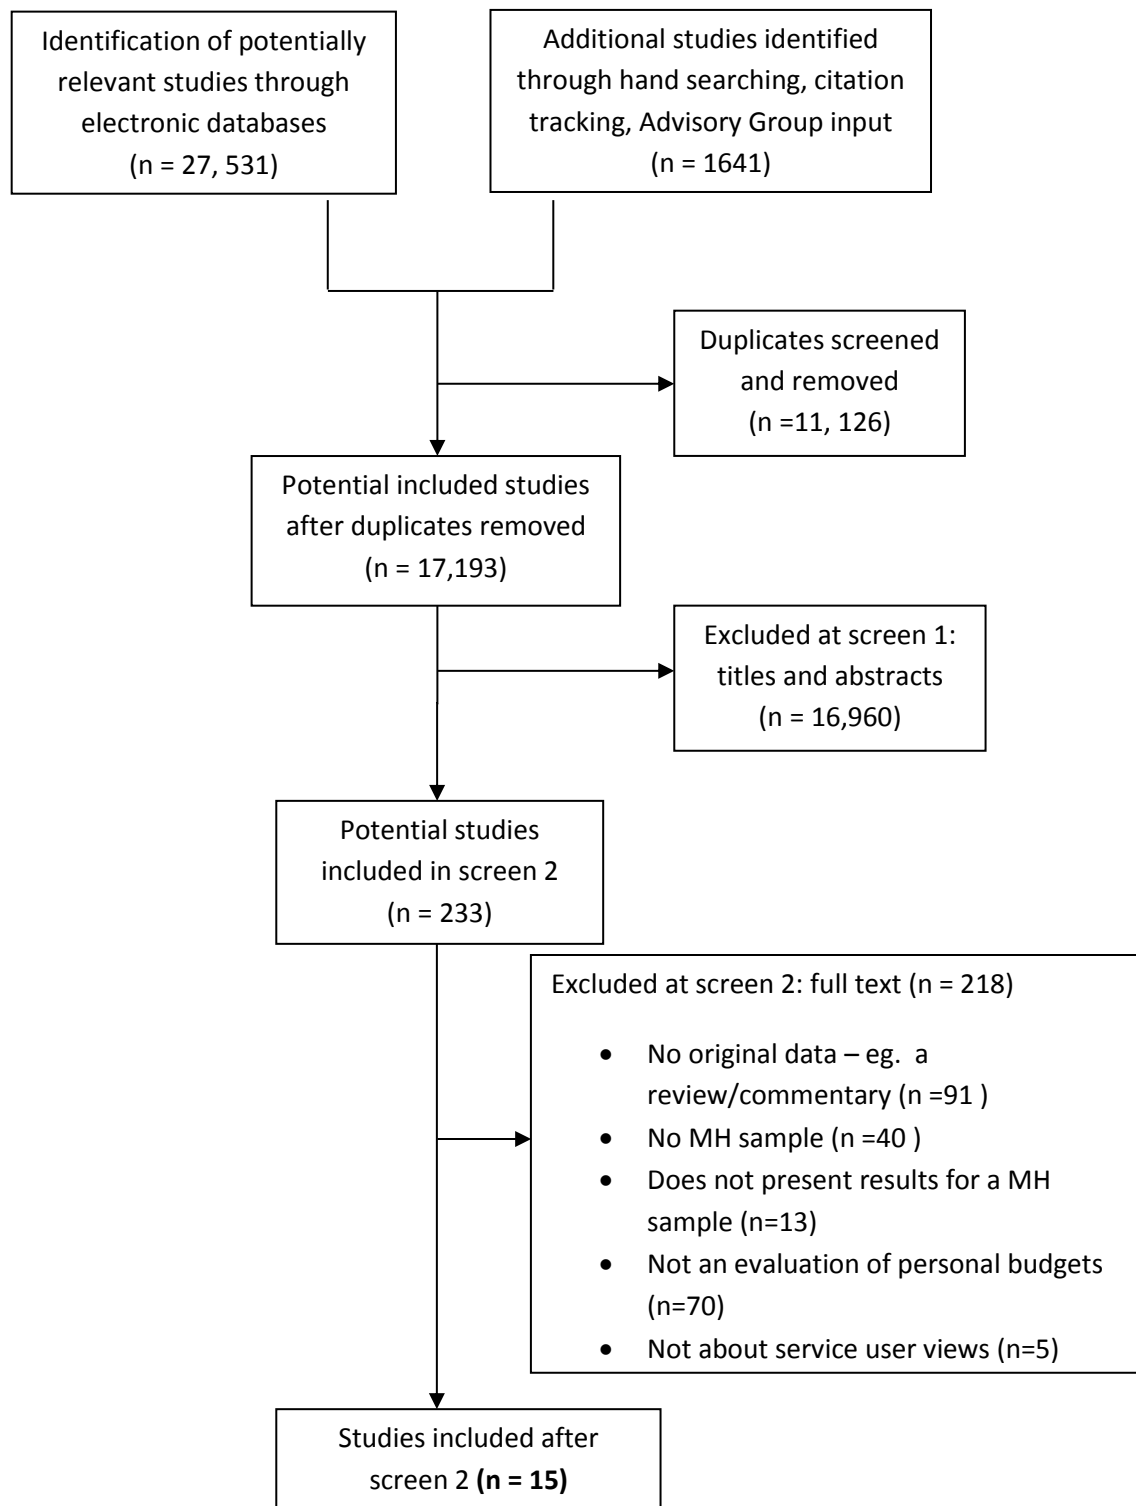 Identification of potentially
relevant studies through
electronic databases
(n = 27, 531)
Additional studies identified
through hand searching, citation
tracking, Advisory Group input
(n = 1641)
Duplicates screened
and removed
(n =11, 126)
Potential included studies
after duplicates removed
(n = 17,193)
Excluded at screen 1:
titles and abstracts
(n = 16,960)
Potential studies
included in screen 2
(n = 233)
Excluded at screen 2: full text (n = 218)
• No original data – eg. a
review/commentary (n =91 )
• No MH sample (n =40 )
• Does not present results for a MH
sample (n=13)
• Not an evaluation of personal budgets
(n=70)
• Not about service user views (n=5)
Studies included after
screen 2 (n = 15)